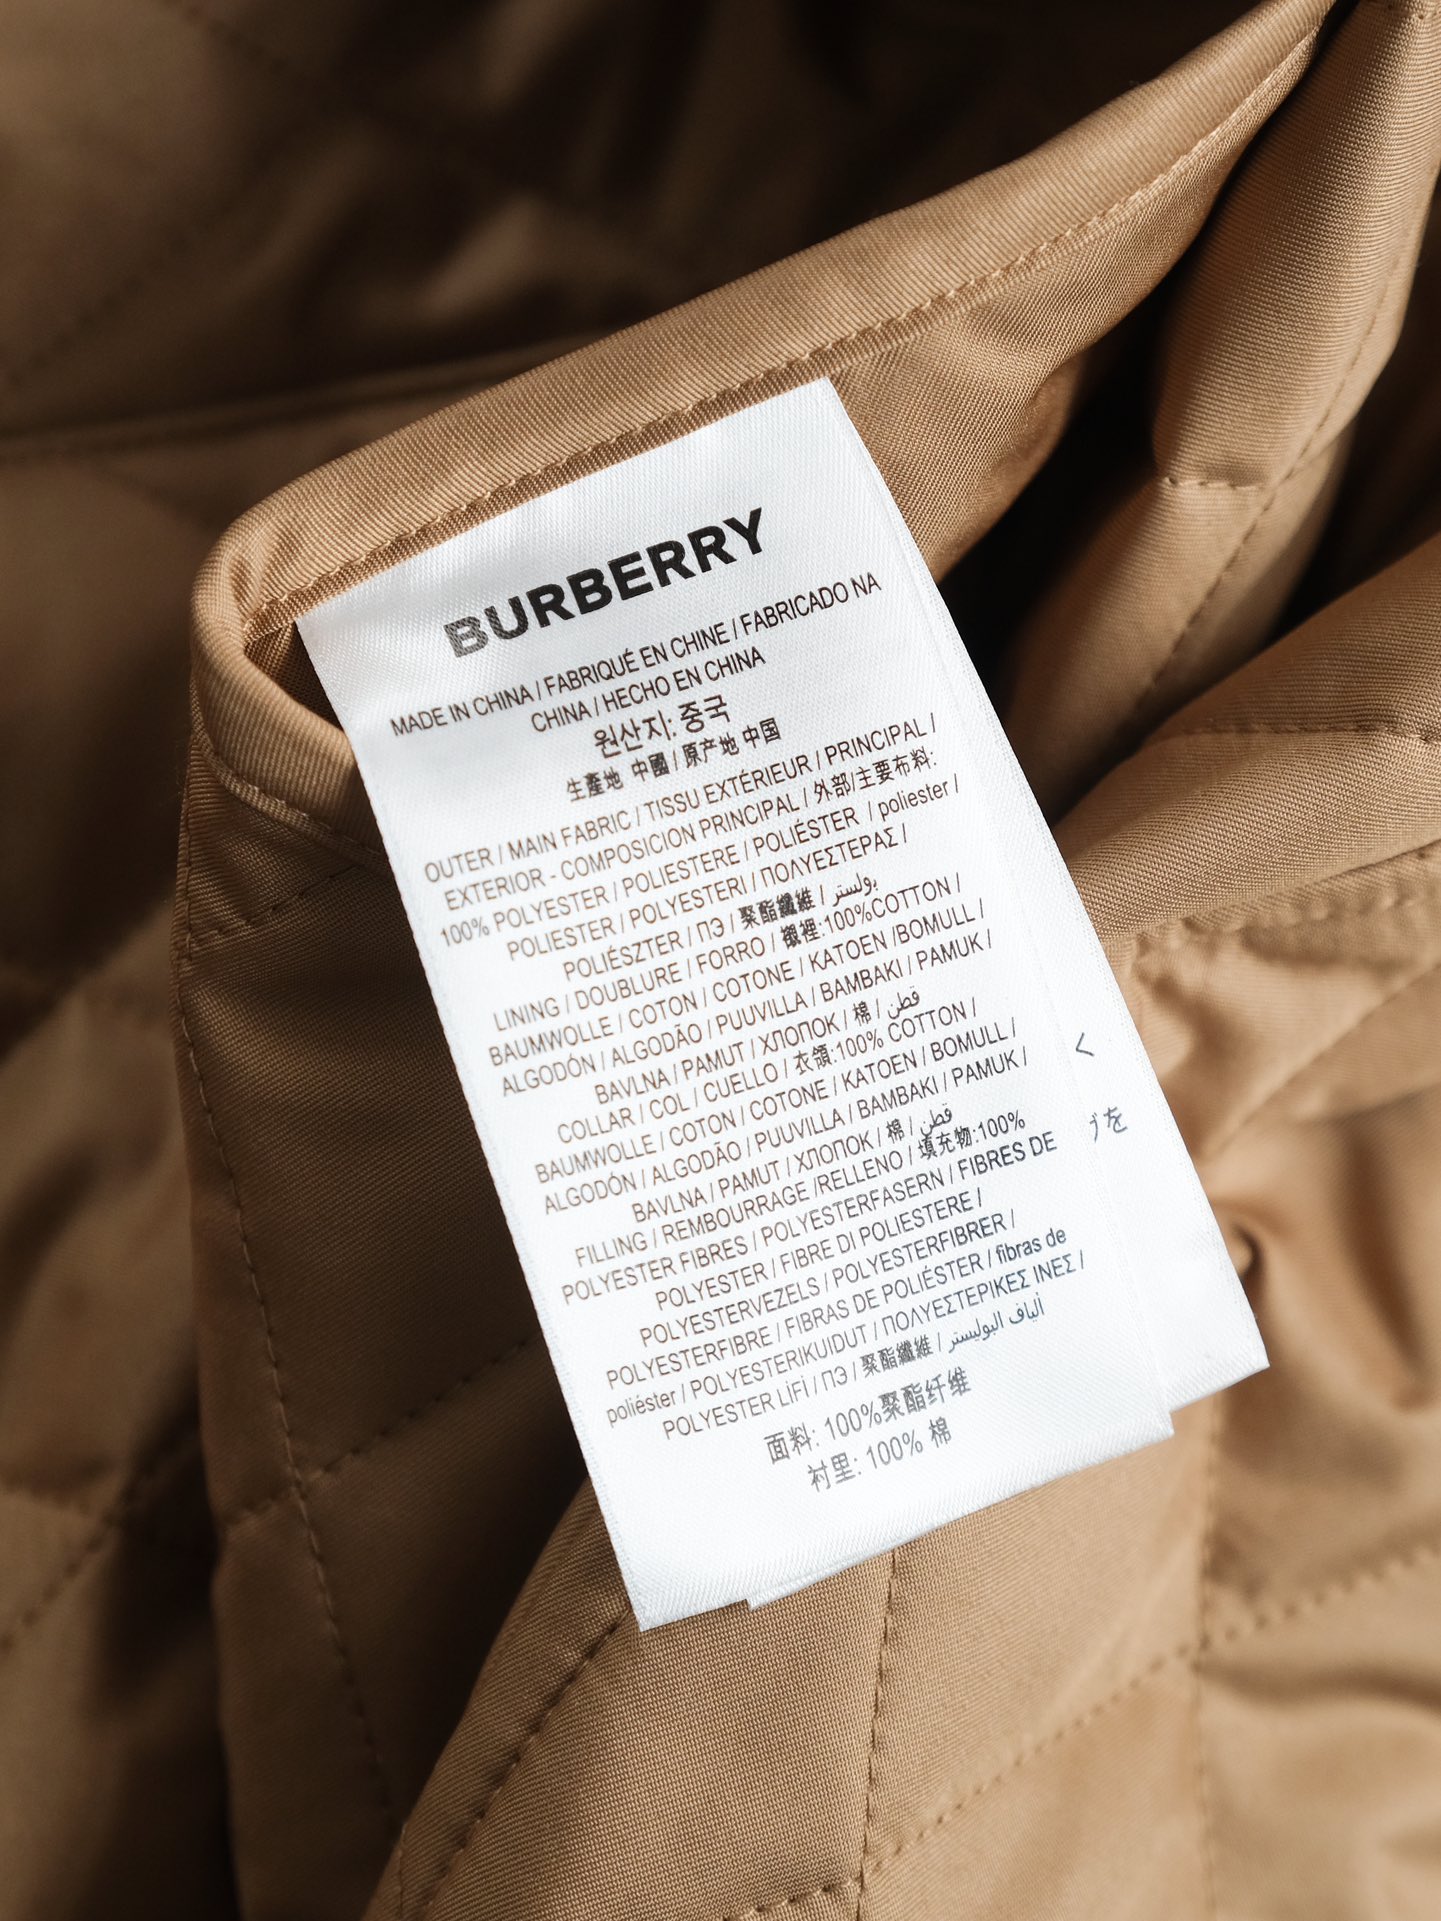 BURBERRY
MADE IN CHINA / FABRIQUÉ EN CHINE / FABRICADO NA
CHINA / HECHO EN CHINA
원산지: 중국
生產地 中國 / 原产地 中国
OUTER / MAIN FABRIC / TISSU EXTÉRIEUR / PRINCIPAL /
EXTERIOR - COMPOSICION PRINCIPAL / 外部/主要布料:
100% POLYESTER / POLIESTERE / POLIÉSTER / poliester /
POLIESTER / POLYESTERI / ΠΟΛΥΕΣΤΕΡΑΣ /
POLIÉSZTER / ПЭ / 聚酯纖維 / بولستر
LINING / DOUBLURE / FORRO / 襯裡:100%COTTON /
BAUMWOLLE / COTON / COTONE / KATOEN /BOMULL /
ALGODÓN / ALGODÃO / PUUVILLA / BAMBAKI / PAMUK /
BAVLNA / PAMUT / ХЛОПОК / 棉 / قطن
COLLAR / COL / CUELLO / 衣領:100% COTTON /
BAUMWOLLE / COTON / COTONE / KATOEN / BOMULL /
ALGODÓN / ALGODÃO / PUUVILLA / BAMBAKI / PAMUK /
BAVLNA / PAMUT / ХЛОПОК / 棉 / قطن
FILLING / REMBOURRAGE /RELLENO / 填充物:100%
POLYESTER FIBRES / POLYESTERFASERN / FIBRES DE
POLYESTER / FIBRE DI POLIESTERE /
POLYESTERVEZELS / POLYESTERFIBRER /
POLYESTERFIBRE / FIBRAS DE POLIÉSTER / fibras de
poliéster / POLYESTERIKUIDUT / ΠΟΛΥΕΣΤΕΡΙΚΕΣ ΙΝΕΣ /
POLYESTER LİFİ / ПЭ / 聚酯纖維 / ألياف البوليستر
面料: 100%聚酯纤维
衬里: 100% 棉
く
を